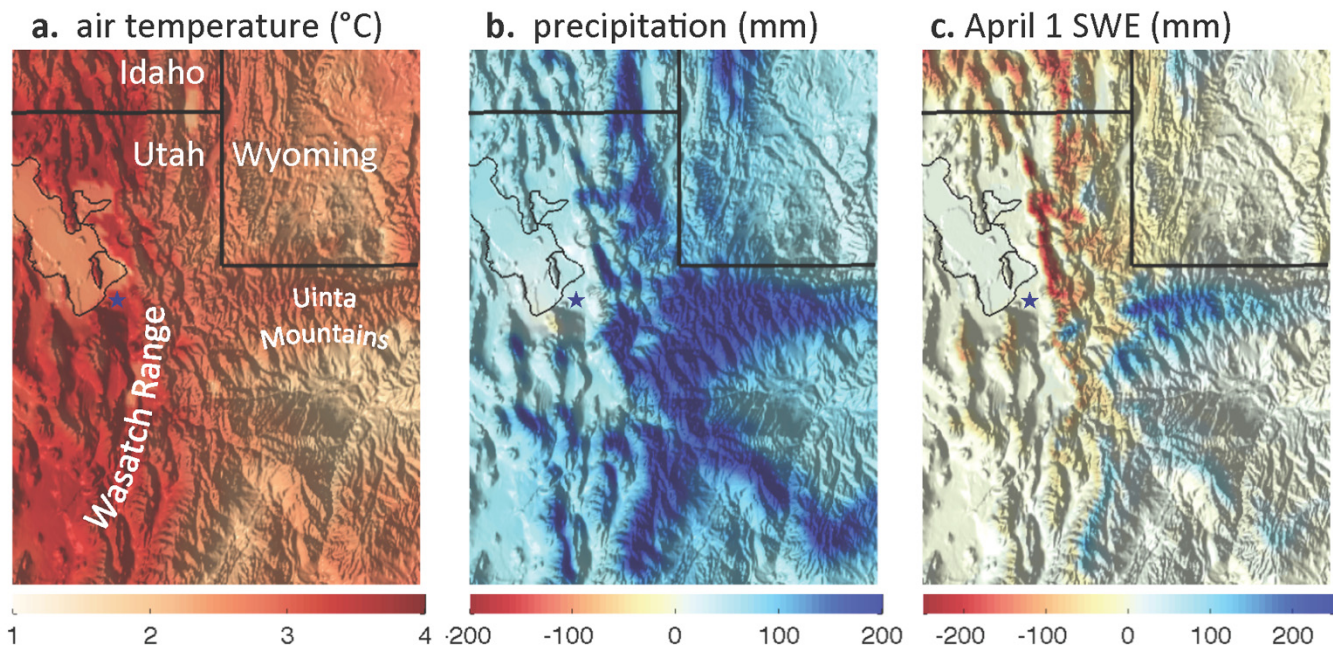 a. air temperature (°C)
b. precipitation (mm)
c. April 1 SWE (mm)
Idaho
Utah
Wyoming
Uinta
Mountains
Wasatch Range
1 2 3 4
-200 -100 0 100 200
-200 -100 0 100 200